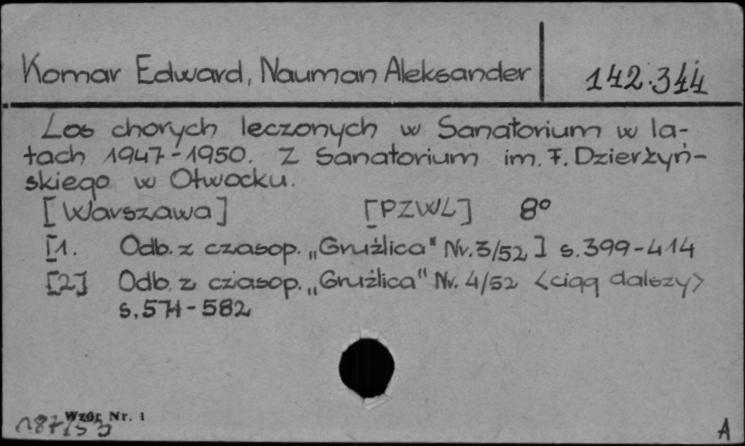 Komar Edward, Nauman Aleksander 142.344
Los chorych leczonych w Sanatorium w la-
tach 1947-1950. Z Sanatorium im. F. Dzierżyń-
skiego w Otwocku.
[Warszawa] [PZWL] 8°
[1. Odb. z czasop. „Gruźlica" Nr. 3/52] s. 399-414
[2] Odb. z czasop. „Gruźlica" Nr. 4/52 <ciąg dalszy>
s. 571-582
Wzór Nr. 1
187/53
A